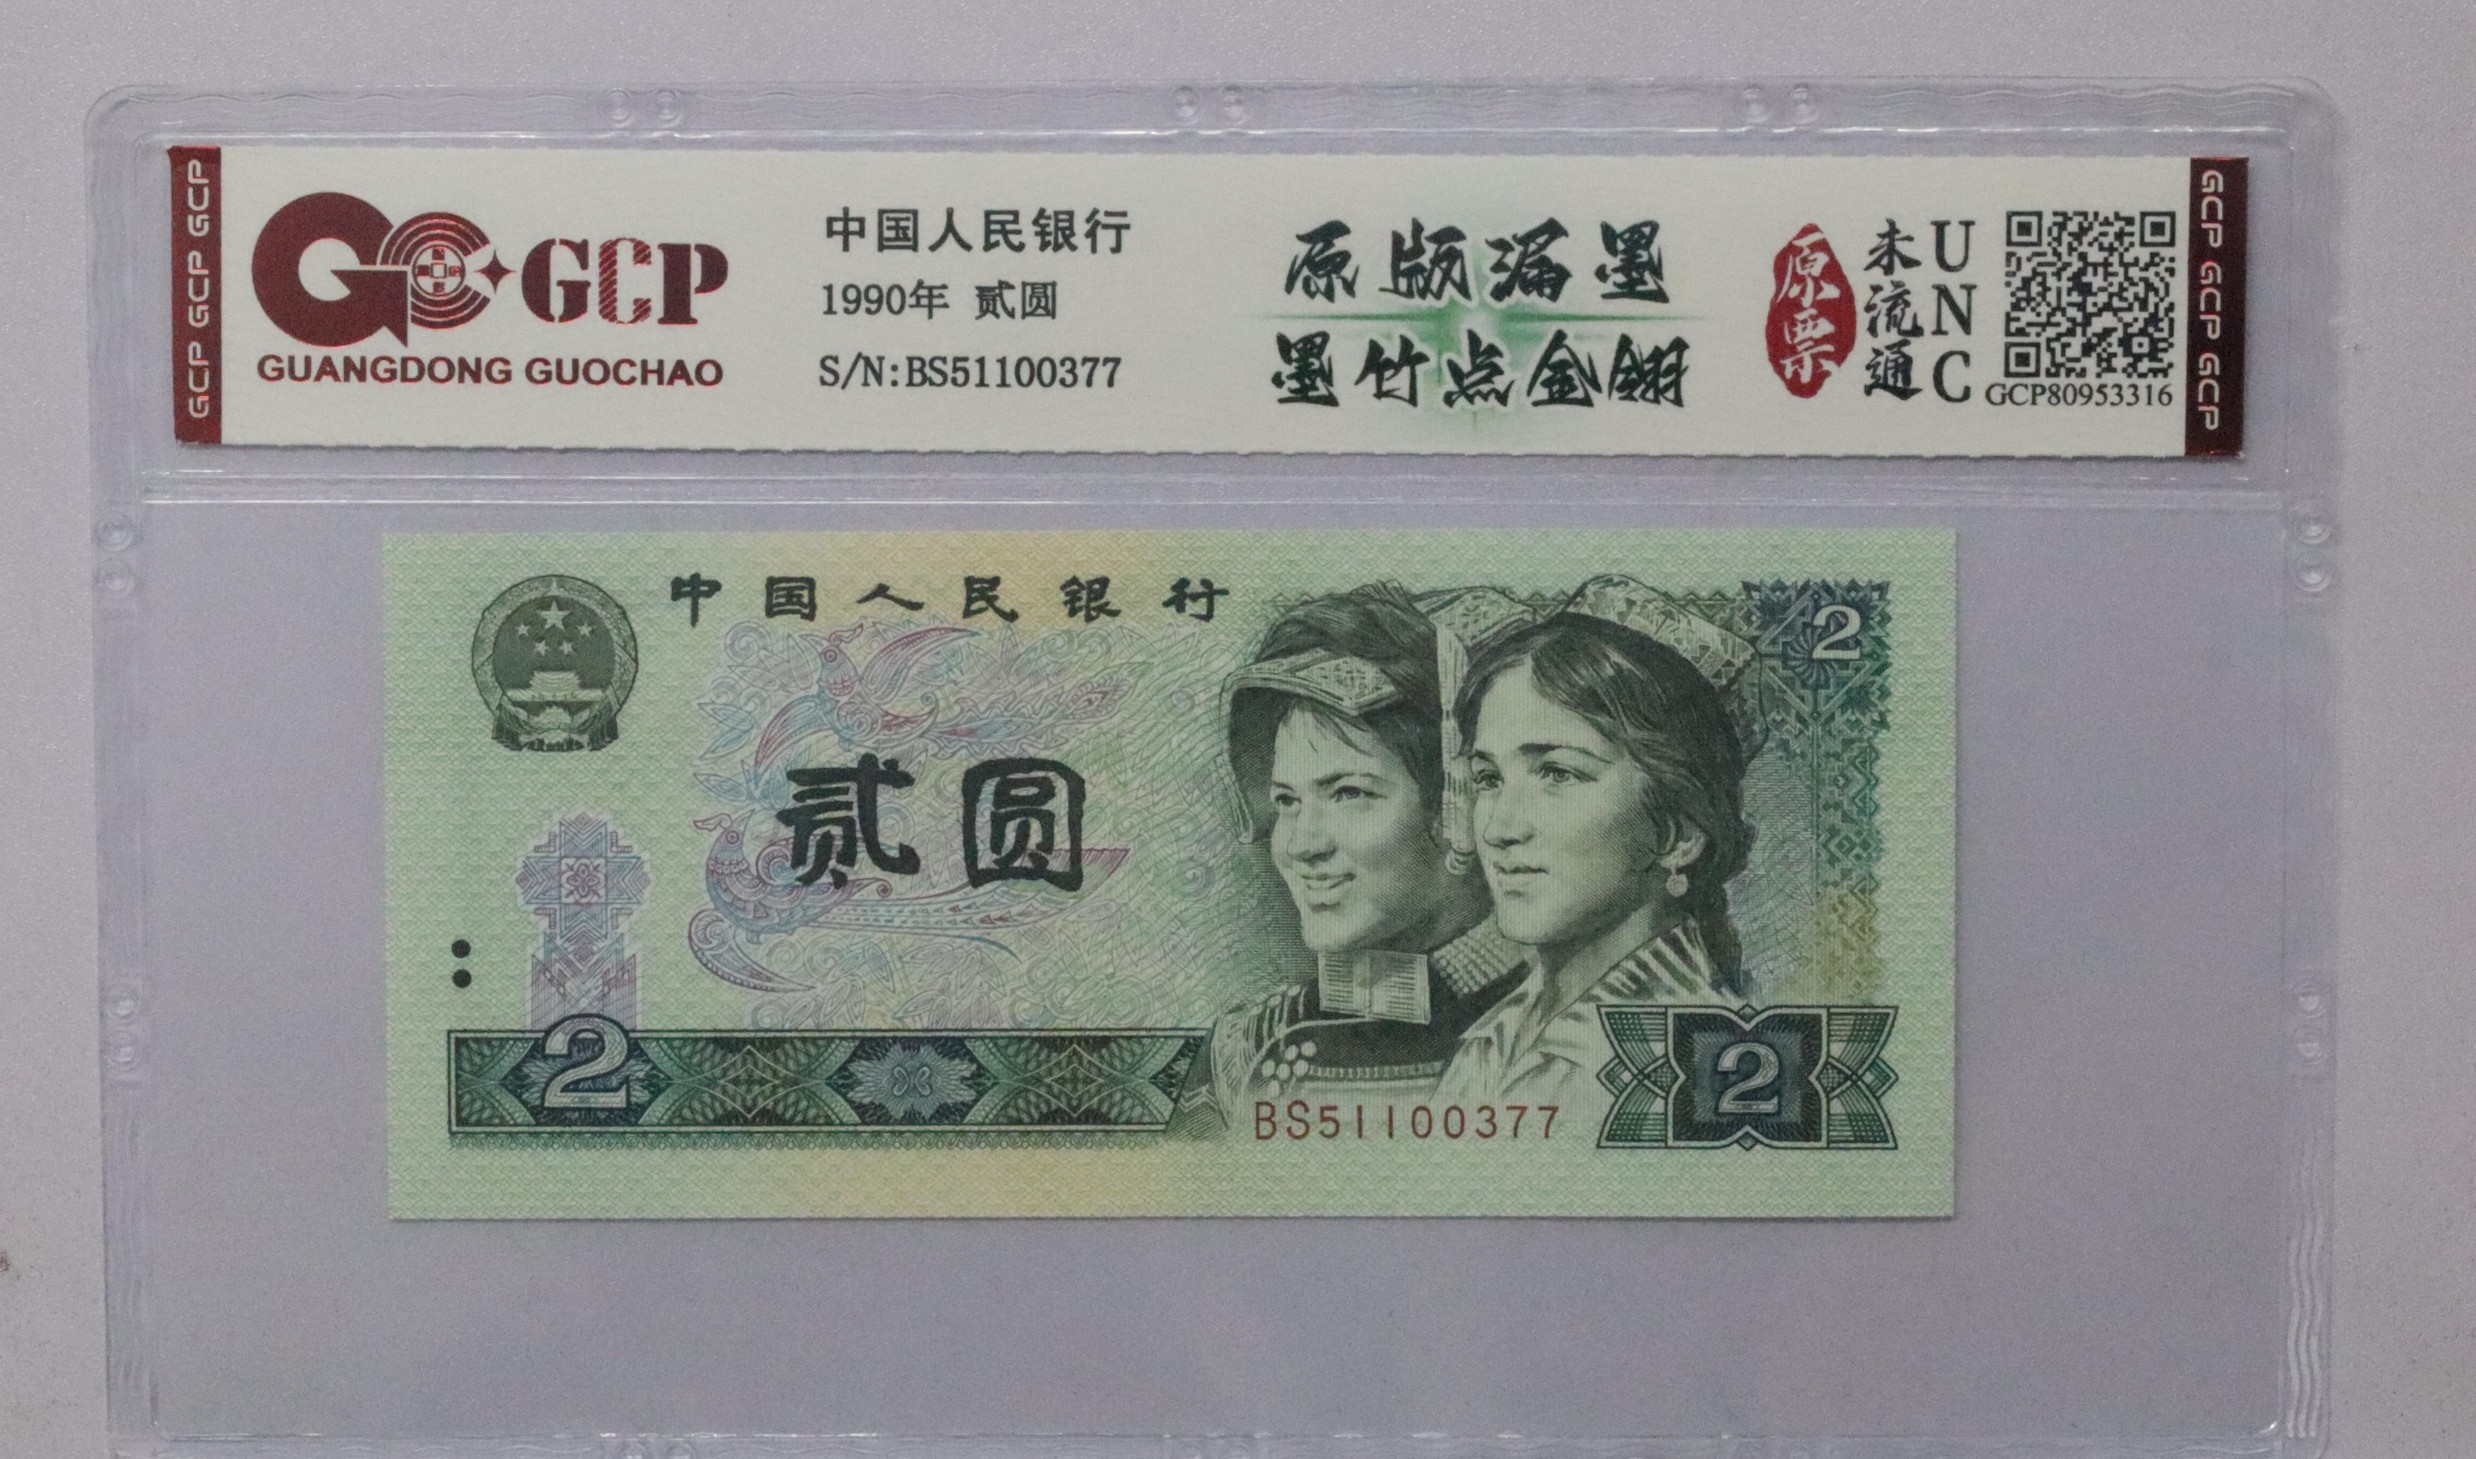 GCP GCP GCP
GCP
GUANGDONG GUOCHAO
中国人民银行
1990年 贰圆
S/N:BS51100377
原版漏墨
墨竹点金翎
原票
未流通
UNC
GCP80953316
GCP GCP GCP
中国人民银行
2
贰圆
2
2
BS51100377